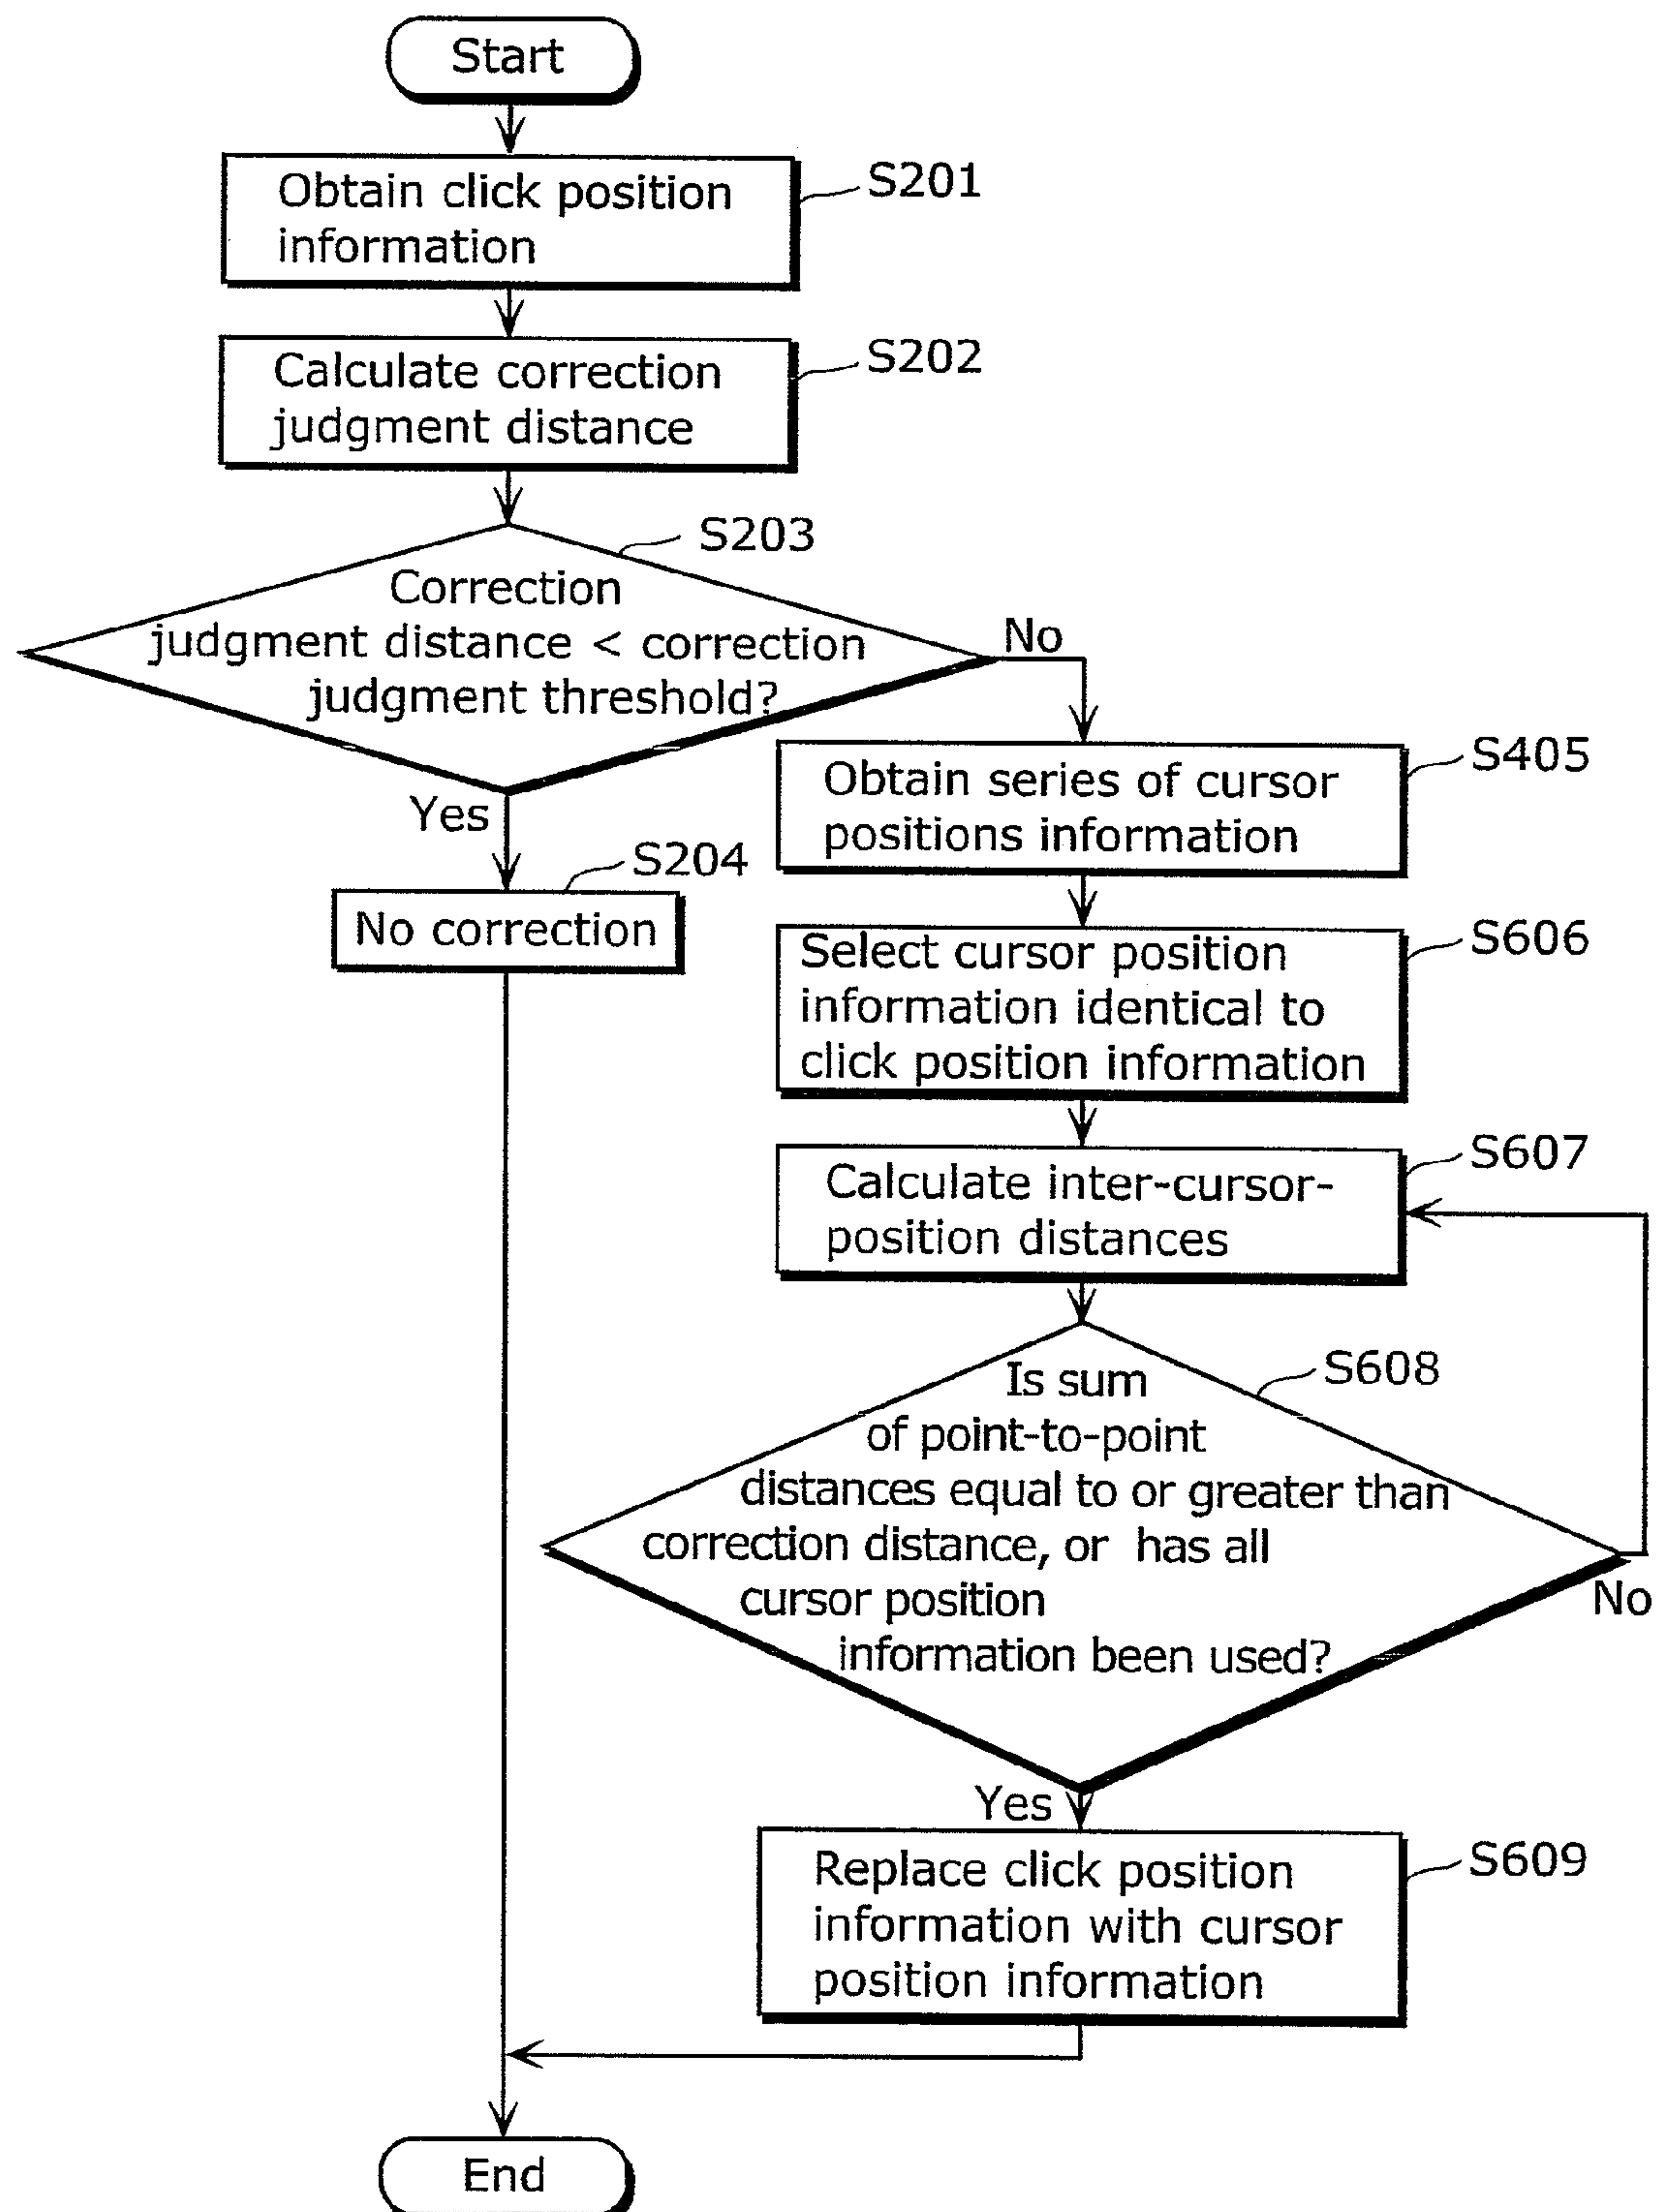 Start
Obtain click position
information
S201
Calculate correction
judgment distance
S202
S203
Correction
judgment distance < correction
judgment threshold?
No
Yes
S204
No correction
S405
Obtain series of cursor
positions information
S606
Select cursor position
information identical to
click position information
S607
Calculate inter-cursor-
position distances
S608
Is sum
of point-to-point
distances equal to or greater than
correction distance, or has all
cursor position
information been used?
No
Yes
S609
Replace click position
information with cursor
position information
End